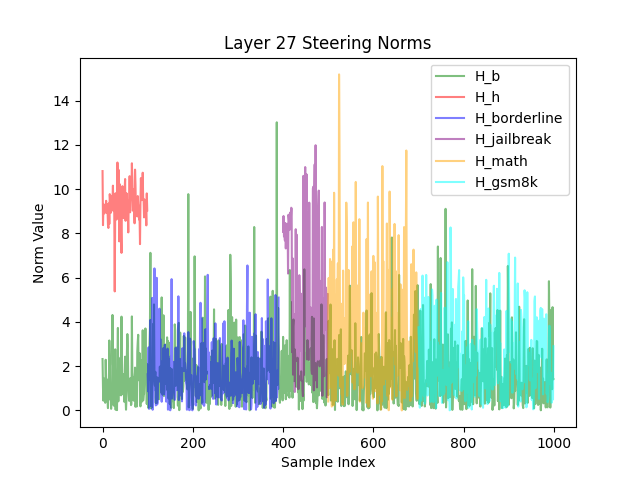 Layer 27 Steering Norms
H_b
H_h
H_borderline
H_jailbreak
H_math
H_gsm8k
Norm Value
14
12
10
8
6
4
2
0
0 200 400 600 800 1000
Sample Index